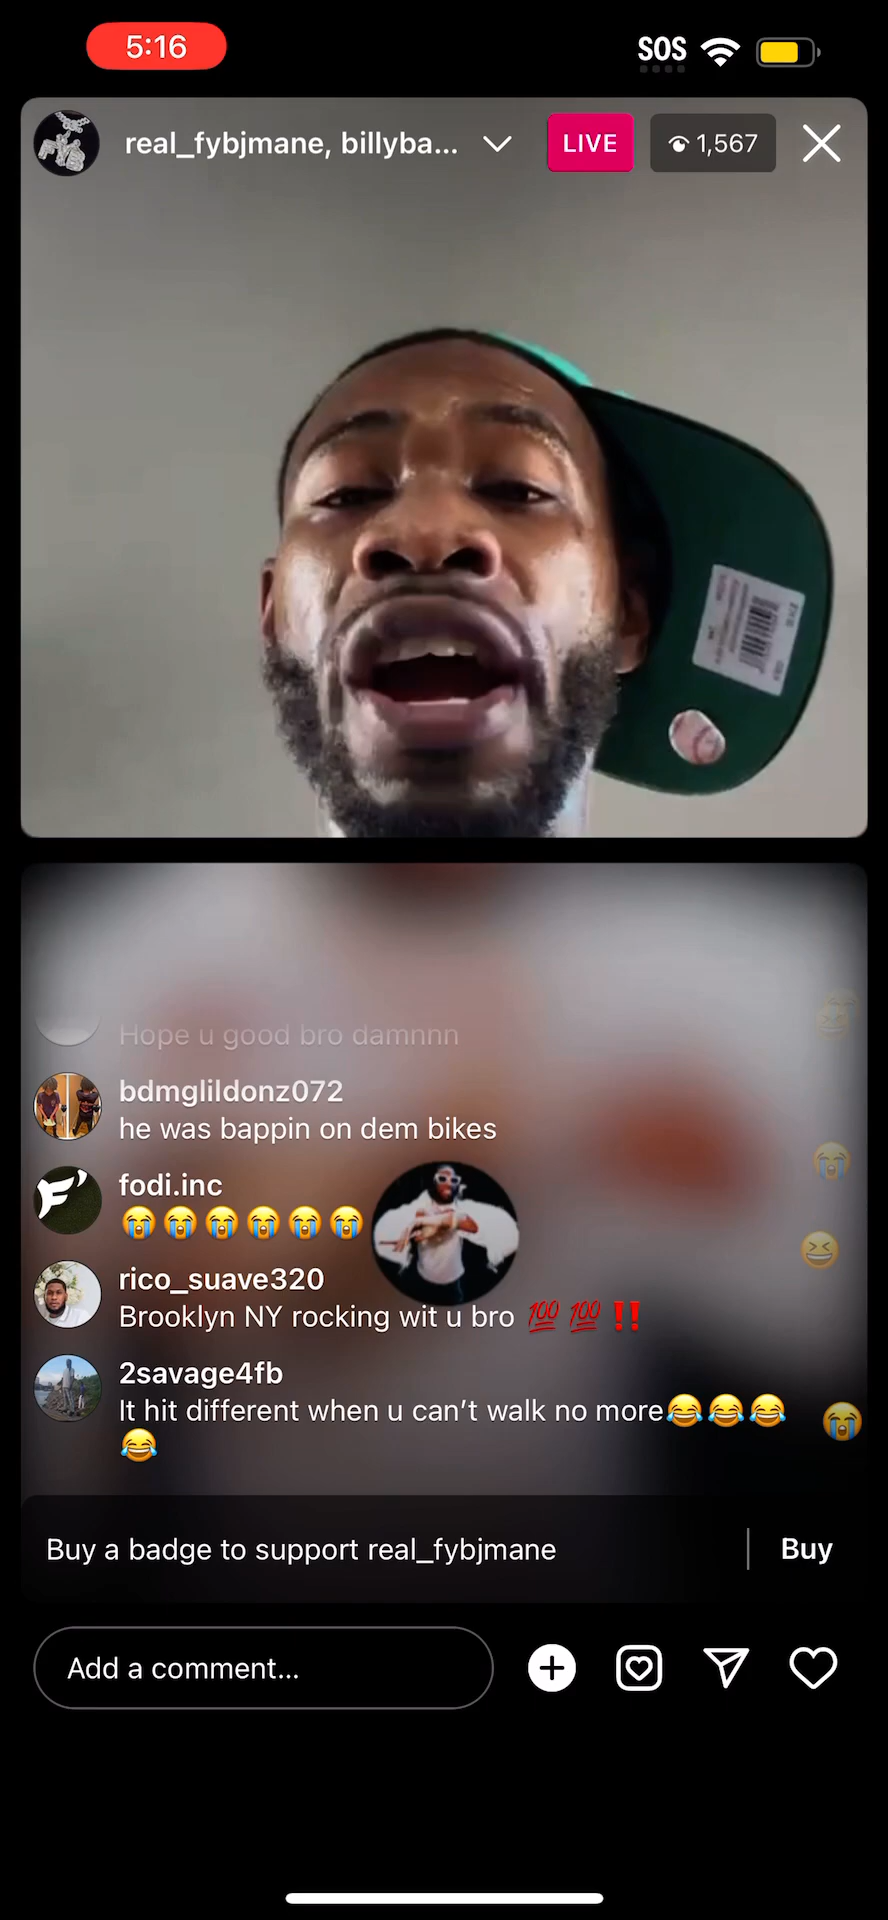 5:16
SOS
real_fybjmane, billyba...
LIVE
1,567
Hope u good bro damnnn
bdmglildonz072
he was bappin on dem bikes
fodi.inc
😭😭😭😭😭😭
rico_suave320
Brooklyn NY rocking wit u bro 💯💯‼️
2savage4fb
It hit different when u can’t walk no more😂😂😂
😂
Buy a badge to support real_fybjmane
Buy
Add a comment...